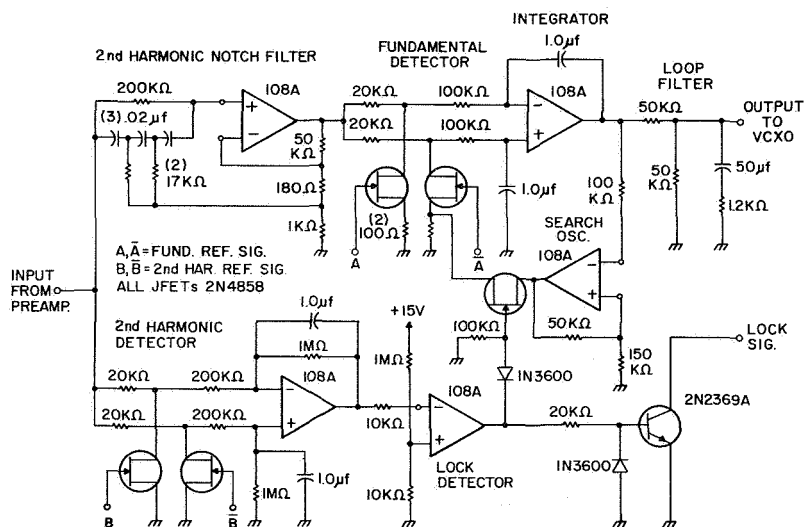 INTEGRATOR
1.0µf
2nd HARMONIC NOTCH FILTER
FUNDAMENTAL
DETECTOR
LOOP
FILTER
200KΩ
108A
20KΩ
100KΩ
108A
50KΩ
OUTPUT
TO
VCXO
(3) .02µf
+
-
20KΩ
100KΩ
-
+
50
KΩ
(2)
17KΩ
180Ω
1KΩ
(2)
100Ω
1.0µf
100
KΩ
50
KΩ
50µf
1.2KΩ
A
A̅
SEARCH
OSC.
108A
-
+
A, A̅ = FUND. REF. SIG.
B, B̅ = 2nd HAR. REF. SIG.
ALL JFETs 2N4858
INPUT
FROM
PREAMP.
2nd HARMONIC
DETECTOR
1.0µf
1MΩ
+15V
100KΩ
50KΩ
150
KΩ
LOCK
SIG.
20KΩ
200KΩ
108A
1MΩ
108A
1N3600
2N2369A
20KΩ
200KΩ
-
+
10KΩ
-
+
20KΩ
LOCK
DETECTOR
1N3600
1MΩ
1.0µf
10KΩ
B
B̅